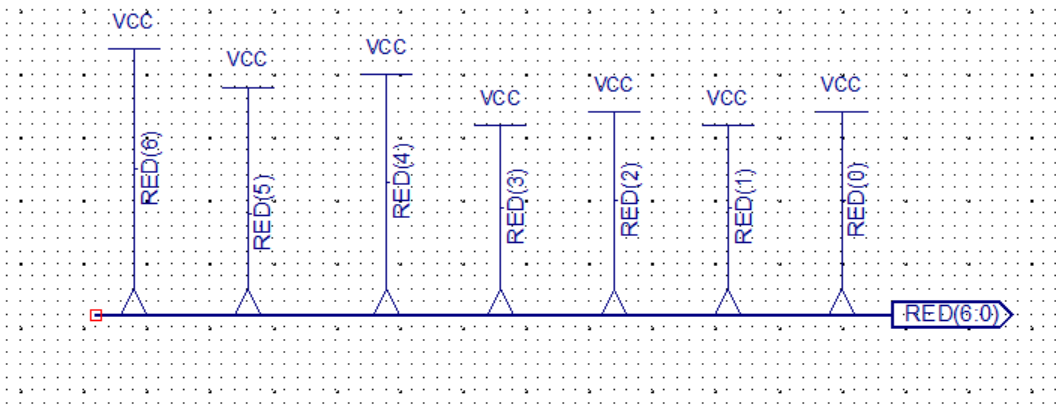 VCC
VCC
VCC
VCC
VCC
VCC
VCC
RED(6)
RED(5)
RED(4)
RED(3)
RED(2)
RED(1)
RED(0)
RED(6:0)